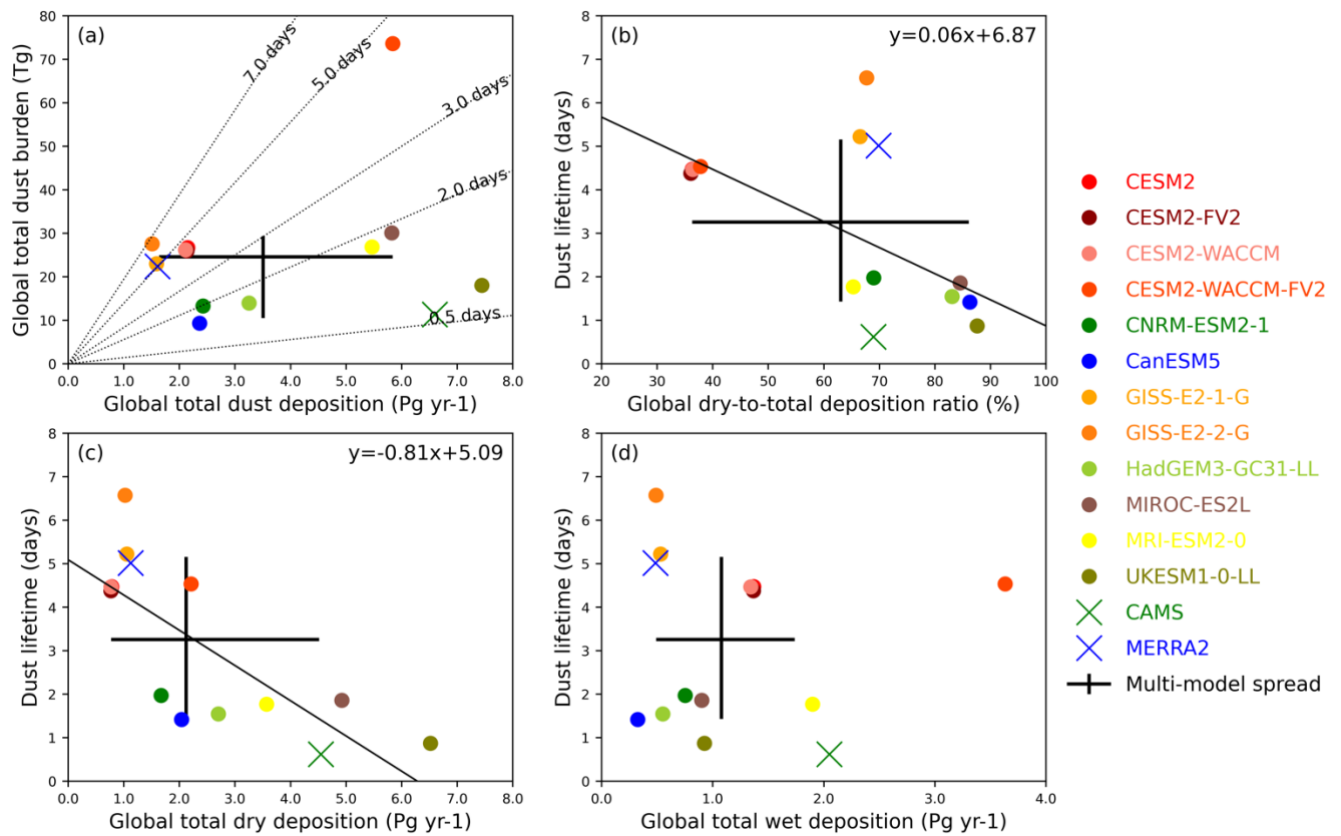 (a)
7.0 days
5.0 days
3.0 days
2.0 days
0.5 days
80
70
60
50
40
30
20
10
0
0.0 1.0 2.0 3.0 4.0 5.0 6.0 7.0 8.0
Global total dust burden (Tg)
Global total dust deposition (Pg yr-1)
(b)
y=0.06x+6.87
8
7
6
5
4
3
2
1
0
20 30 40 50 60 70 80 90 100
Dust lifetime (days)
Global dry-to-total deposition ratio (%)
(c)
y=-0.81x+5.09
8
7
6
5
4
3
2
1
0
0.0 1.0 2.0 3.0 4.0 5.0 6.0 7.0 8.0
Dust lifetime (days)
Global total dry deposition (Pg yr-1)
(d)
8
7
6
5
4
3
2
1
0
0.0 1.0 2.0 3.0 4.0
Dust lifetime (days)
Global total wet deposition (Pg yr-1)
CESM2
CESM2-FV2
CESM2-WACCM
CESM2-WACCM-FV2
CNRM-ESM2-1
CanESM5
GISS-E2-1-G
GISS-E2-2-G
HadGEM3-GC31-LL
MIROC-ES2L
MRI-ESM2-0
UKESM1-0-LL
CAMS
MERRA2
Multi-model spread